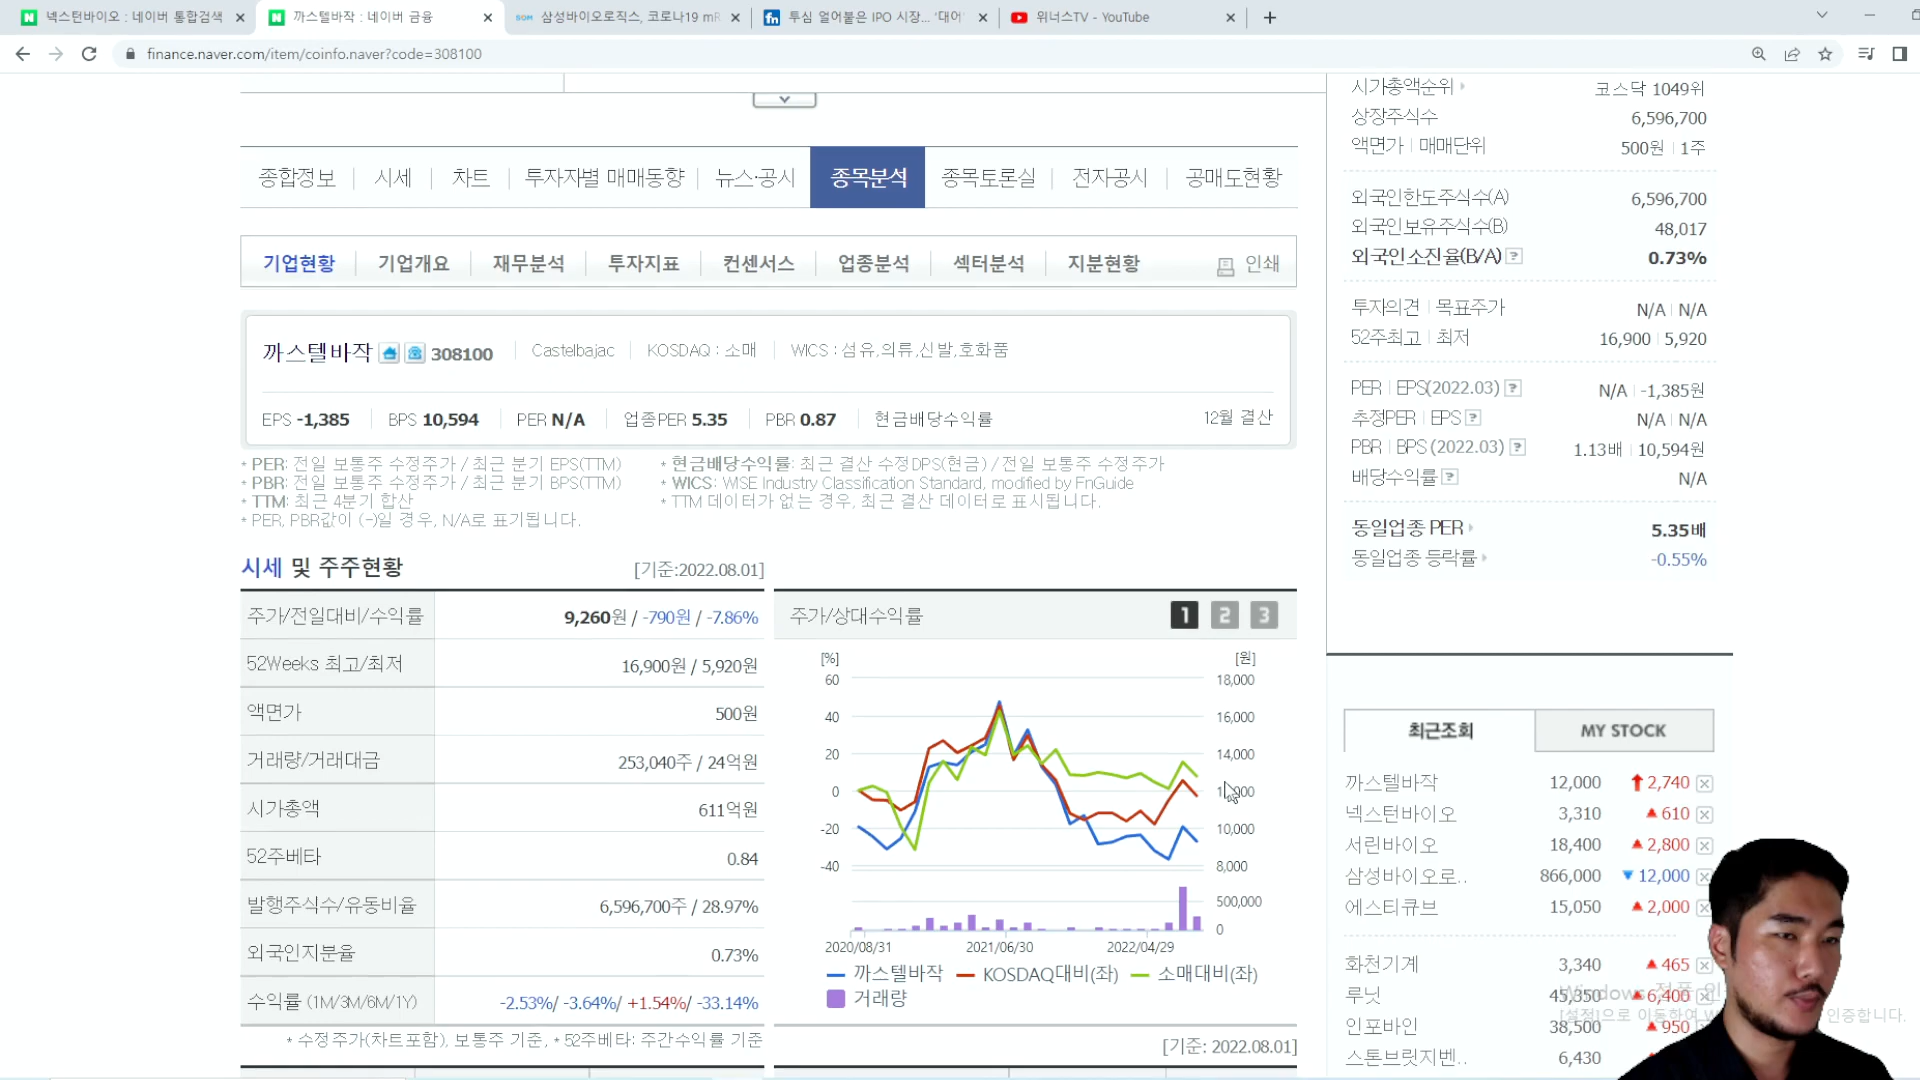 넥스턴바이오 : 네이버 통합검색
까스텔바작 : 네이버 금융
삼성바이오로직스, 코로나19 mR
투심 얼어붙은 IPO 시장... '대어'
위너스TV - YouTube
finance.naver.com/item/coinfo.naver?code=308100
종합정보 시세 차트 투자자별 매매동향 뉴스·공시 종목분석 종목토론실 전자공시 공매도현황
기업현황 기업개요 재무분석 투자지표 컨센서스 업종분석 섹터분석 지분현황 인쇄
까스텔바작 308100 Castelbajac KOSDAQ : 소매 WICS : 섬유,의류,신발,호화품
EPS -1,385 BPS 10,594 PER N/A 업종PER 5.35 PBR 0.87 현금배당수익률 12월 결산
* PER: 전일 보통주 수정주가 / 최근 분기 EPS(TTM)
* PBR: 전일 보통주 수정주가 / 최근 분기 BPS(TTM)
* TTM: 최근 4분기 합산
* PER, PBR값이 (-)일 경우, N/A로 표기됩니다.
* 현금배당수익률: 최근 결산 수정DPS(현금) / 전일 보통주 수정주가
* WICS: WISE Industry Classification Standard, modified by FnGuide
* TTM 데이터가 없는 경우, 최근 결산 데이터로 표시됩니다.
시세 및 주주현황 [기준:2022.08.01]
주가/전일대비/수익률 9,260원 / -790원 / -7.86%
52Weeks 최고/최저 16,900원 / 5,920원
액면가 500원
거래량/거래대금 253,040주 / 24억원
시가총액 611억원
52주베타 0.84
발행주식수/유동비율 6,596,700주 / 28.97%
외국인지분율 0.73%
수익률 (1M/3M/6M/1Y) -2.53%/ -3.64%/ +1.54%/ -33.14%
* 수정주가(차트포함), 보통주 기준, * 52주베타: 주간수익률 기준
주가/상대수익률 1 2 3
[%] [원]
60 18,000
40 16,000
20 14,000
0
-20 10,000
-40 8,000
500,000
0
2020/08/31 2021/06/30 2022/04/29
까스텔바작 KOSDAQ대비(좌) 소매대비(좌)
거래량
[기준: 2022.08.01]
시가총액순위 코스닥 1049위
상장주식수 6,596,700
액면가 매매단위 500원 1주
외국인한도주식수(A) 6,596,700
외국인보유주식수(B) 48,017
외국인소진율(B/A) ? 0.73%
투자의견 목표주가 N/A N/A
52주최고 최저 16,900 5,920
PER EPS(2022.03) ? N/A -1,385원
추정PER EPS ? N/A N/A
PBR BPS (2022.03) ? 1.13배 10,594원
배당수익률 ? N/A
동일업종 PER 5.35배
동일업종 등락률 -0.55%
최근조회 MY STOCK
까스텔바작 12,000 2,740
넥스턴바이오 3,310 610
서린바이오 18,400 2,800
삼성바이오로.. 866,000 12,000
에스티큐브 15,050 2,000
화천기계 3,340 465
루닛 45,350 6,400
인포바인 38,500 950
스톤브릿지벤.. 6,430
Windows 정품 인
[설정]으로 이동하여 W
인증합니다.